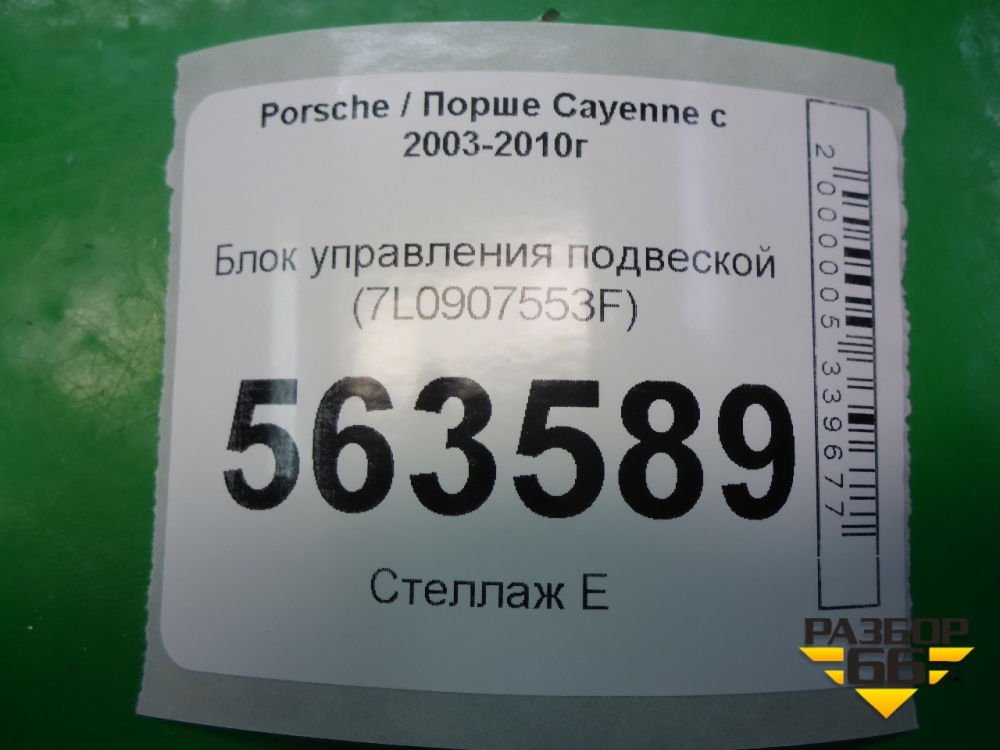 Porsche / Порше Cayenne с
2003-2010г
Блок управления подвеской
(7L0907553F)
563589
Стеллаж Е
2000005339677
РАЗБОР
66